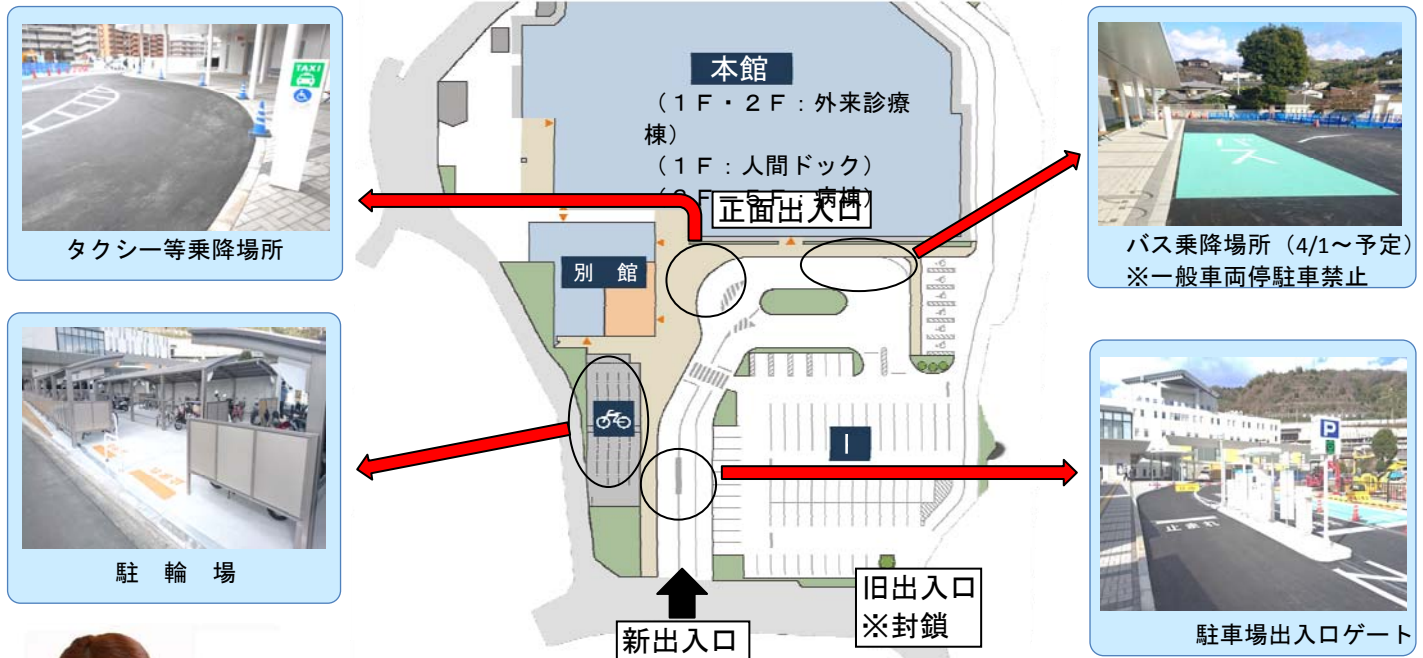 本館
（１Ｆ・２Ｆ：外来診療
棟）
（１Ｆ：人間ドック）
正面出入口
TAXI
タクシー等乗降場所
バス
バス乗降場所（4/1～予定）
※一般車両停駐車禁止
別 館
駐 輪 場
I
旧出入口
※封鎖
新出入口
P
止まれ
駐車場出入口ゲート